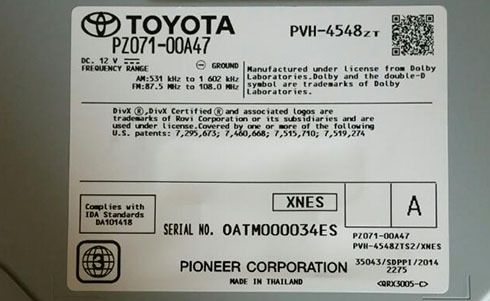 TOYOTA
PVH-4548ZT
PZ071-00A47
DC. 12 V
GROUND
FREQUENCY RANGE
AM:531 kHz to 1 602 kHz
FM:87.5 MHz to 108.0 MHz
Manufactured under license from Dolby
Laboratories.Dolby and the double-D
symbol are trademarks of Dolby
Laboratories.
DivX ®,DivX Certified ® and associated logos are
trademarks of Rovi Corporation or its subsidiaries and are
used under license.Covered by one or more of the following
U.S. patents: 7,295,673; 7,460,668; 7,515,710; 7,519,274
XNES
A
Complies with
IDA Standards
DA101418
SERIAL NO. OATM000034ES
PZ071-00A47
PVH-4548ZTS2/XNES
3
PIONEER CORPORATION
MADE IN THAILAND
35043/SDPPI/2014
2275
<QRX3005-C>